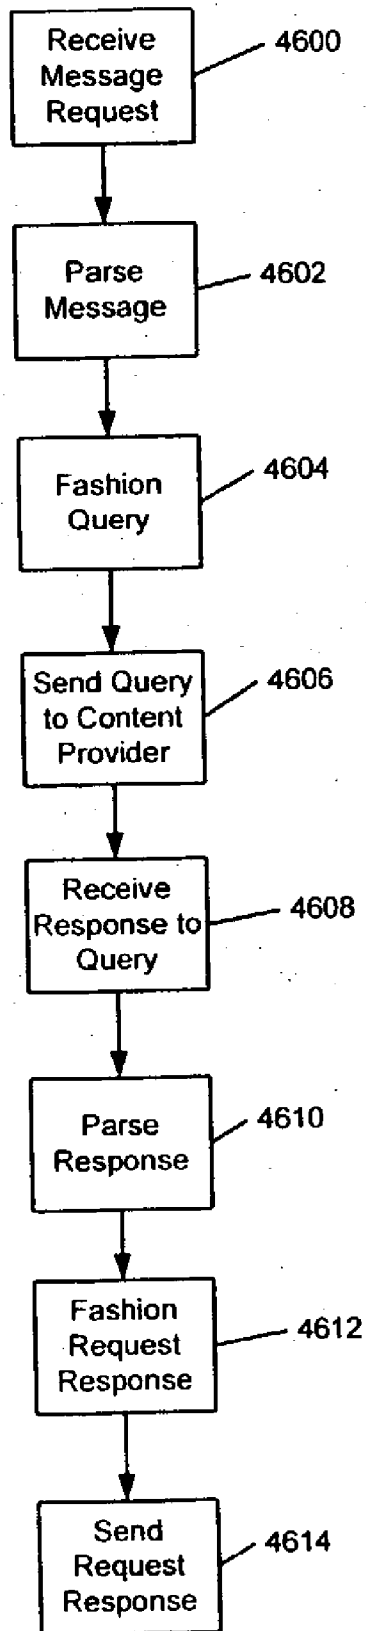 Receive
Message
Request
4600
Parse
Message
4602
Fashion
Query
4604
Send Query
to Content
Provider
4606
Receive
Response to
Query
4608
Parse
Response
4610
Fashion
Request
Response
4612
Send
Request
Response
4614